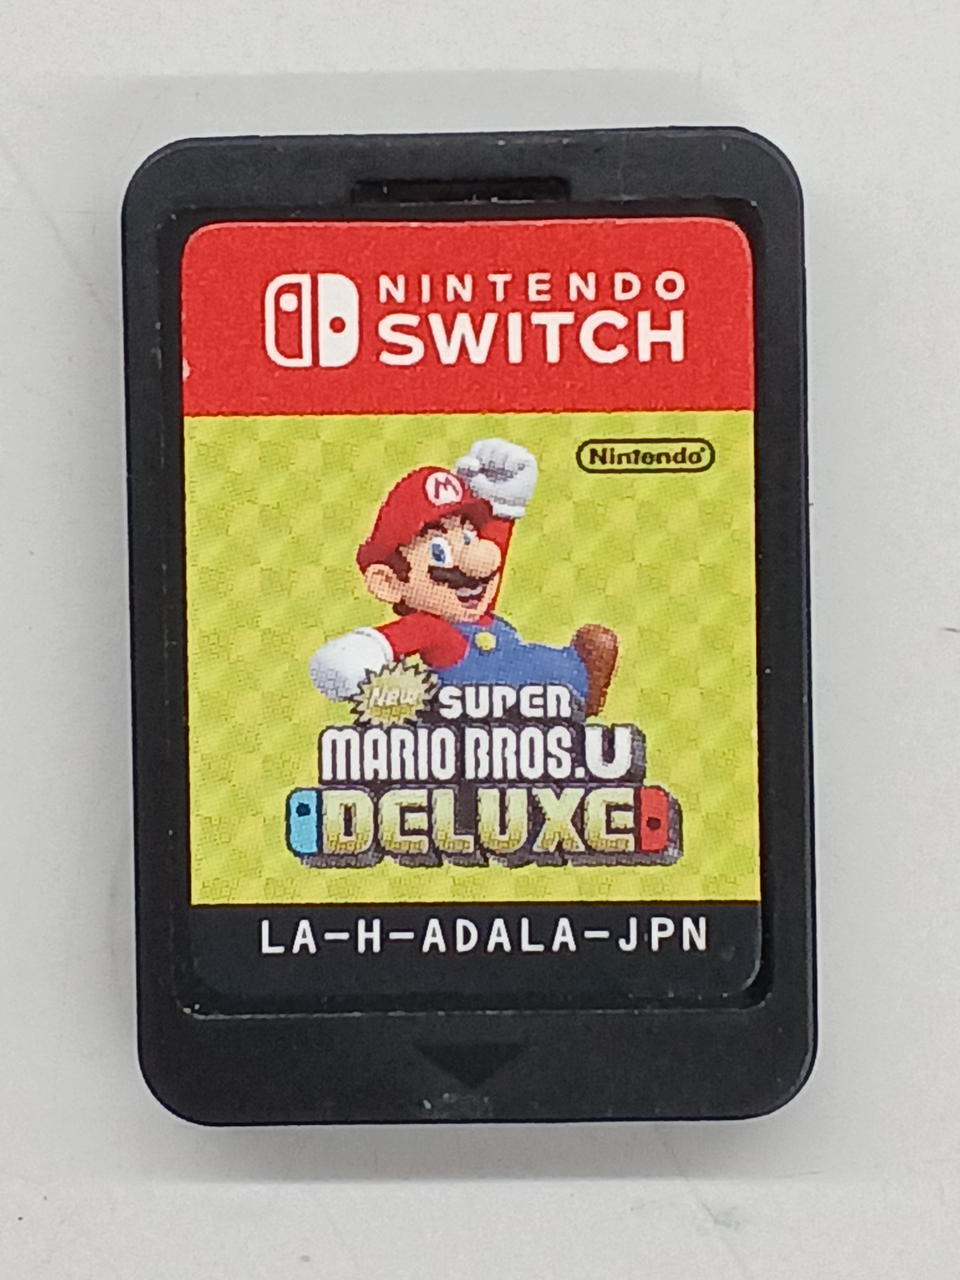 NINTENDO
SWITCH
Nintendo
M
New SUPER
MARIO BROS.U
DELUXE
LA-H-ADALA-JPN